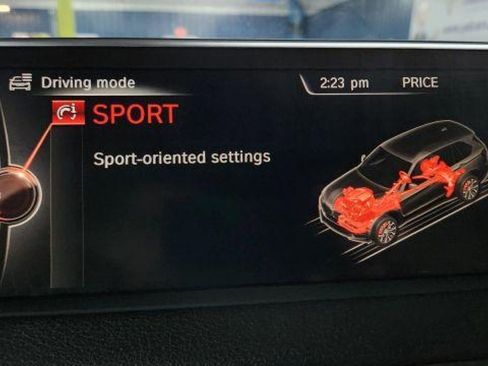 Driving mode
2:23 pm
PRICE
SPORT
Sport-oriented settings